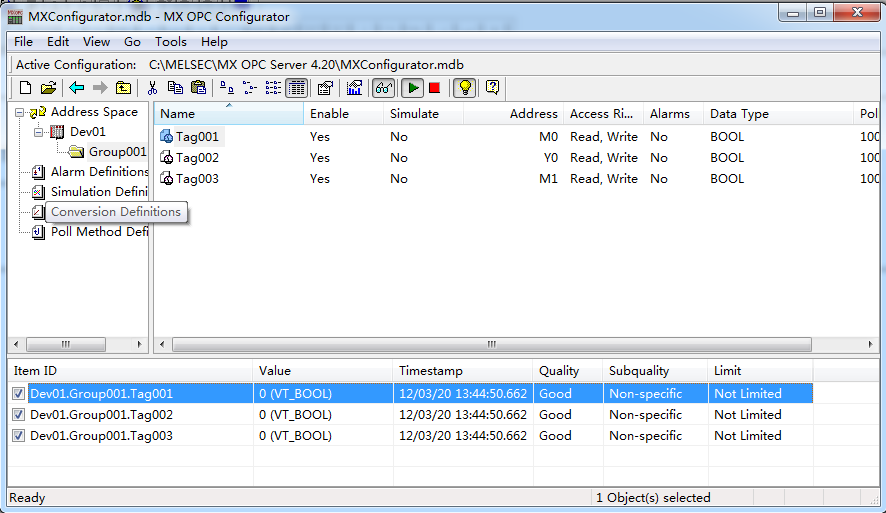 MXConfigurator.mdb - MX OPC Configurator
File Edit View Go Tools Help
Active Configuration: C:\MELSEC\MX OPC Server 4.20\MXConfigurator.mdb
Address Space
Dev01
Group001
Alarm Definitions
Simulation Defini
Conversion Definitions
Poll Method Defi
Name Enable Simulate Address Access Ri... Alarms Data Type Pol
Tag001 Yes No M0 Read, Write No BOOL 100
Tag002 Yes No Y0 Read, Write No BOOL 100
Tag003 Yes No M1 Read, Write No BOOL 100
Item ID Value Timestamp Quality Subquality Limit
Dev01.Group001.Tag001 0 (VT_BOOL) 12/03/20 13:44:50.662 Good Non-specific Not Limited
Dev01.Group001.Tag002 0 (VT_BOOL) 12/03/20 13:44:50.662 Good Non-specific Not Limited
Dev01.Group001.Tag003 0 (VT_BOOL) 12/03/20 13:44:50.662 Good Non-specific Not Limited
Ready 1 Object(s) selected